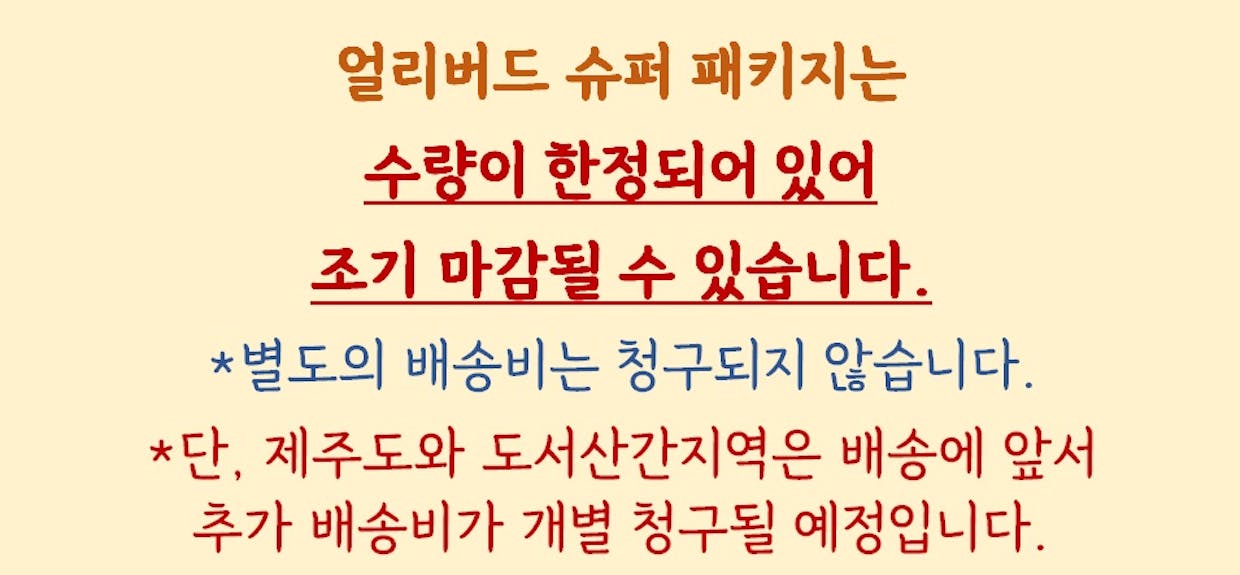 얼리버드 슈퍼 패키지는
수량이 한정되어 있어
조기 마감될 수 있습니다.
*별도의 배송비는 청구되지 않습니다.
*단, 제주도와 도서산간지역은 배송에 앞서
추가 배송비가 개별 청구될 예정입니다.